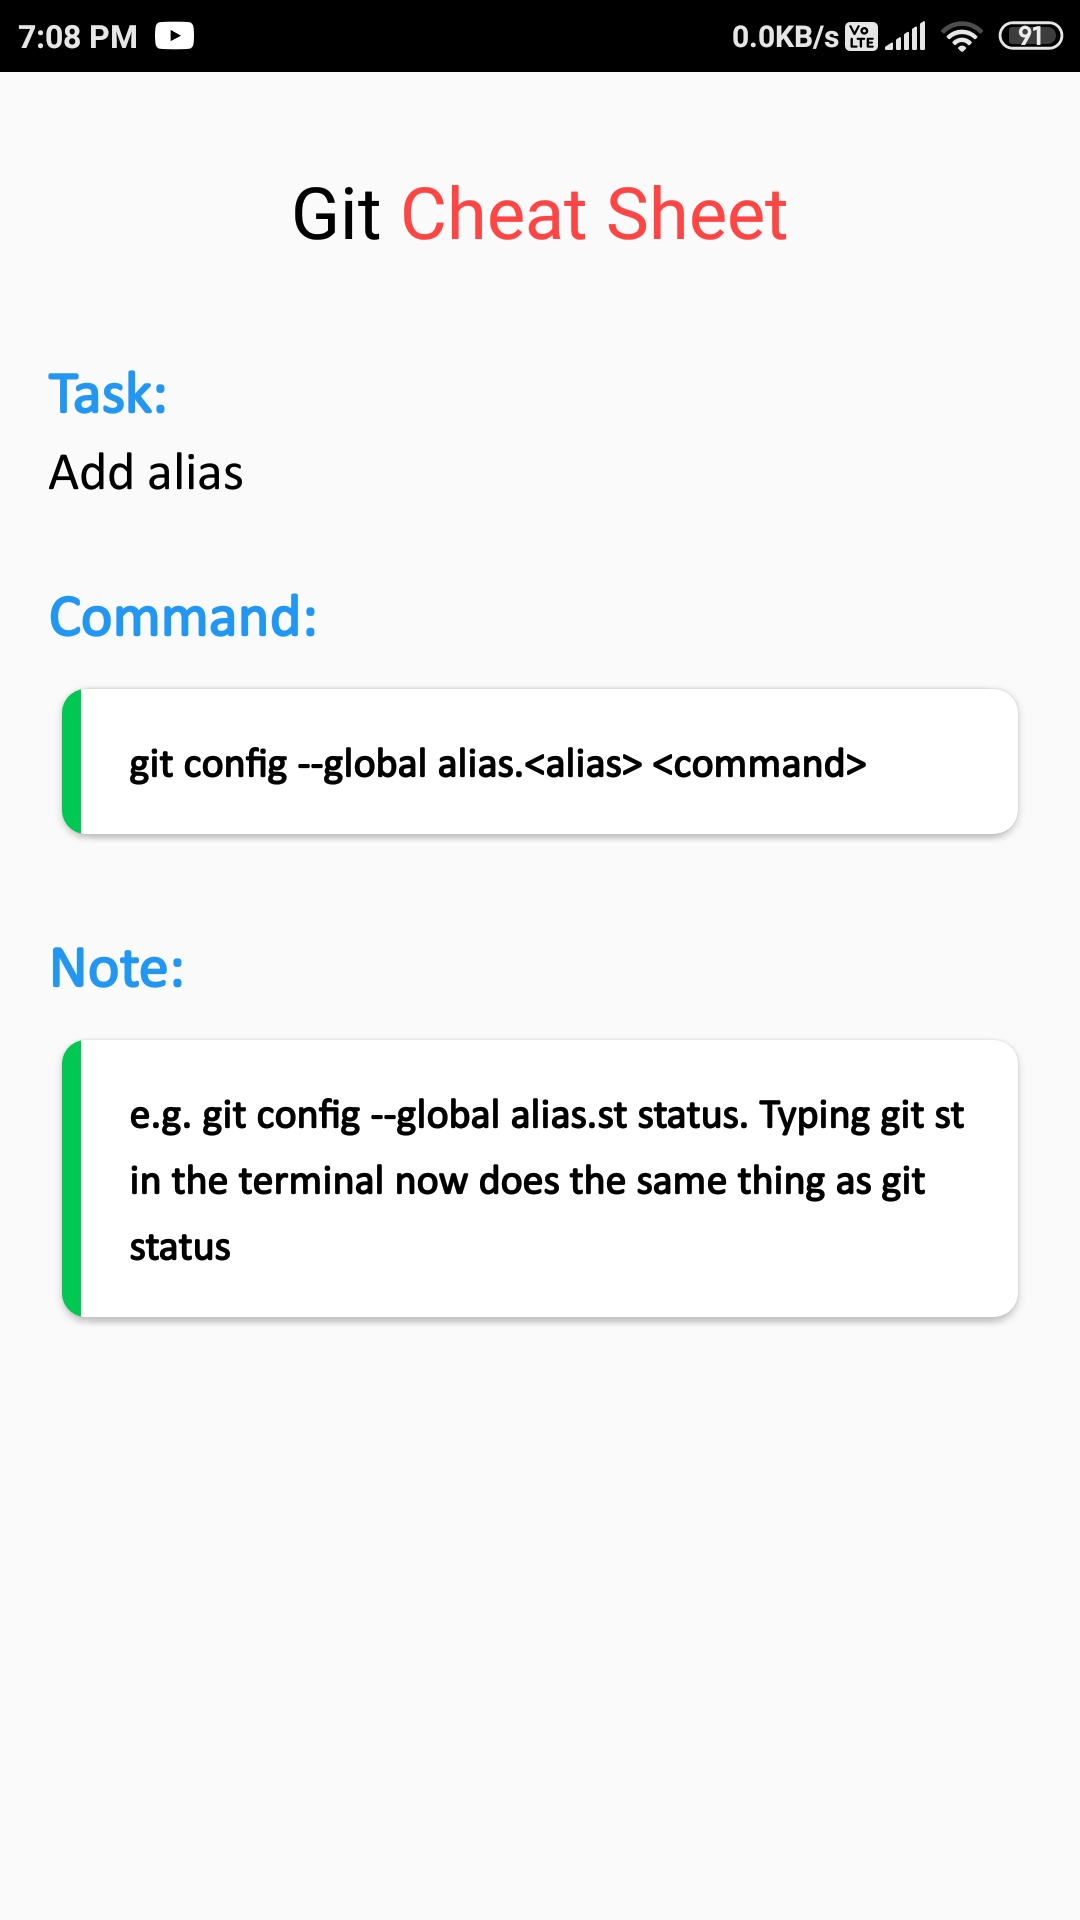 7:08 PM 0.0KB/s Vo LTE 91
Git Cheat Sheet
Task:
Add alias
Command:
git config --global alias.<alias> <command>
Note:
e.g. git config --global alias.st status. Typing git st
in the terminal now does the same thing as git
status